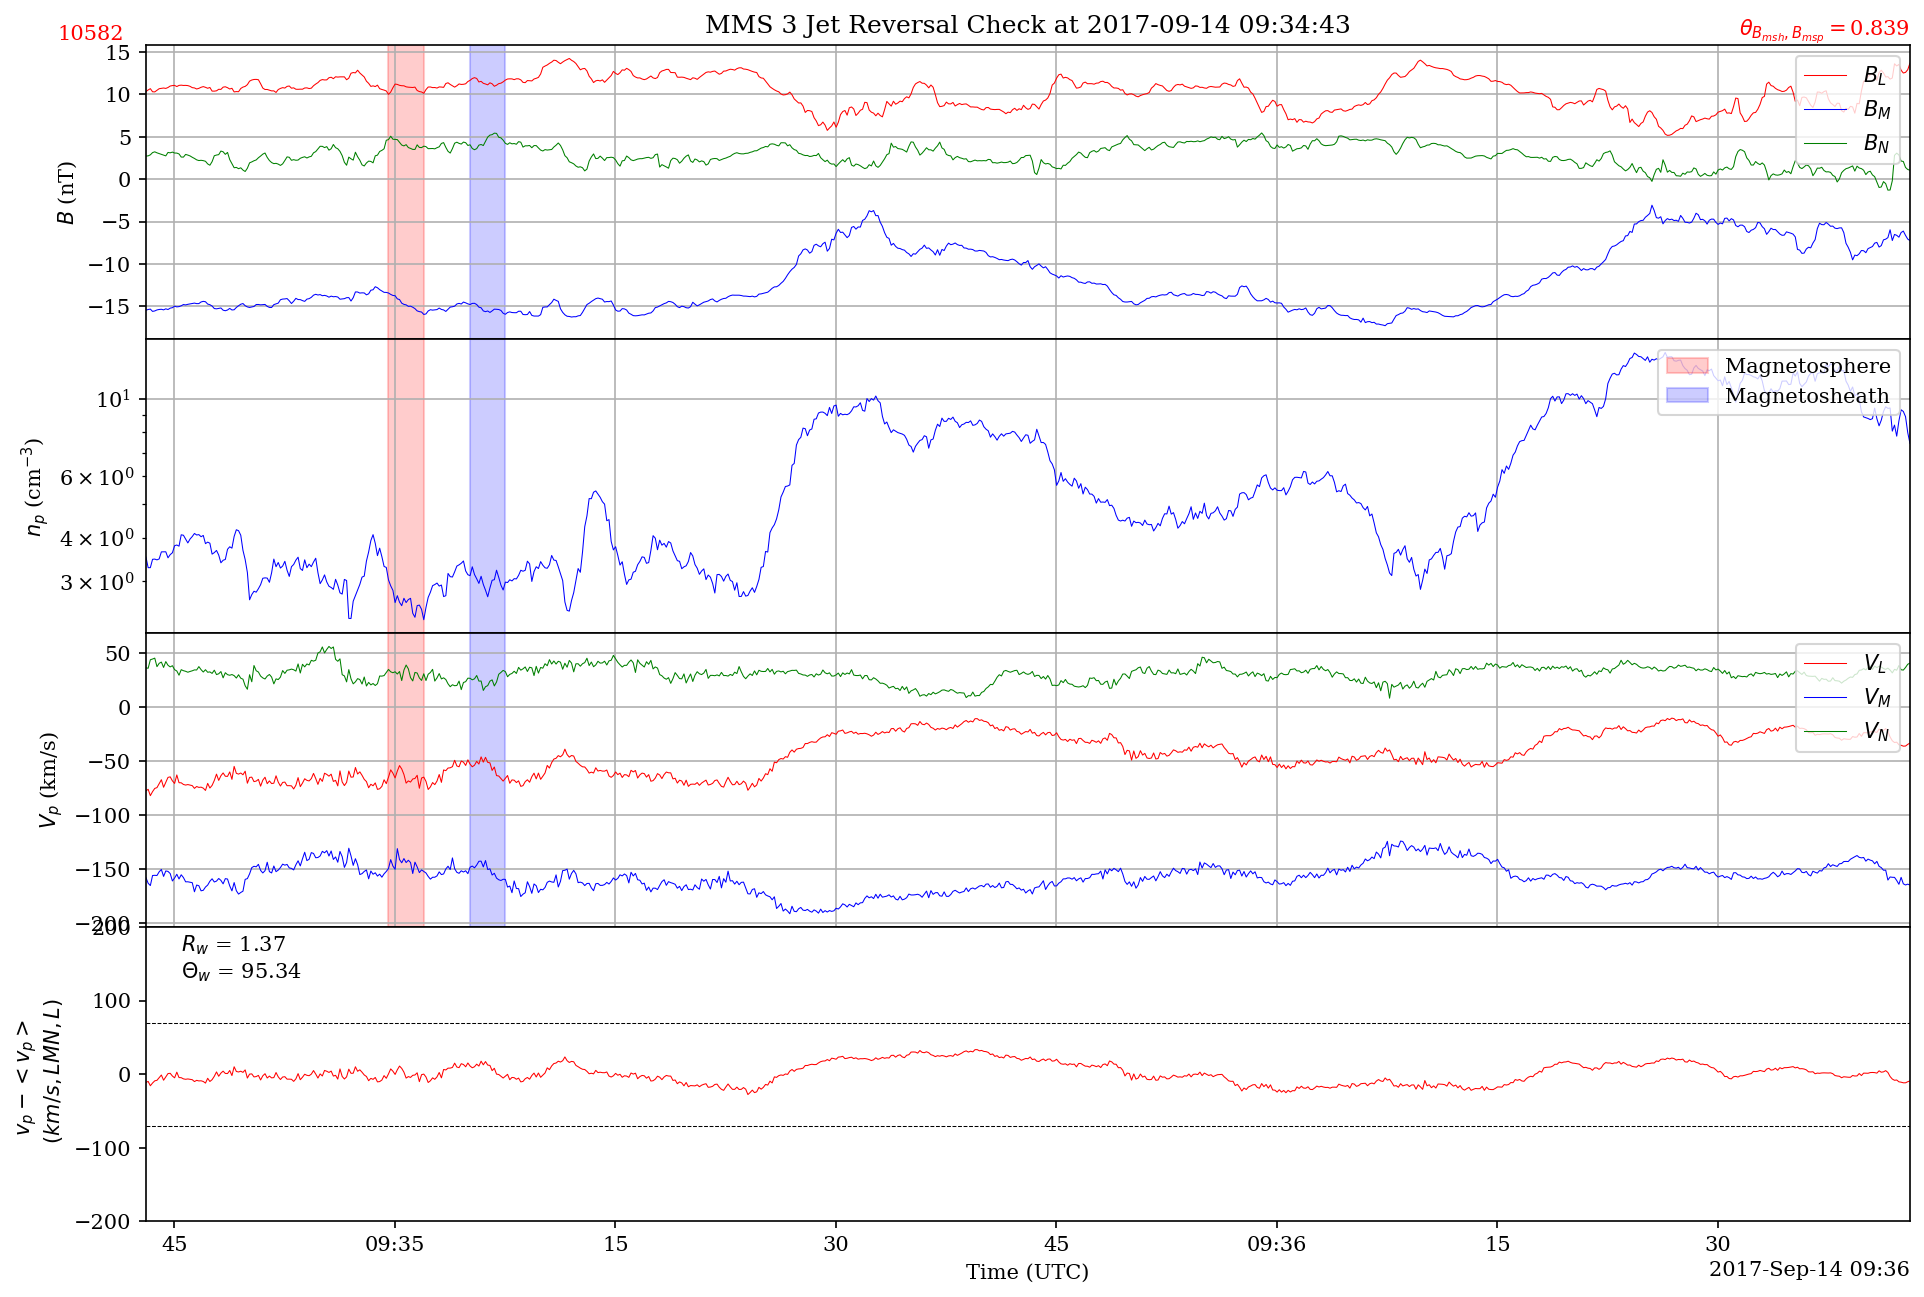 10582
MMS 3 Jet Reversal Check at 2017-09-14 09:34:43
θ_{B_{msh}, B_{msp}} = 0.839
15
10
5
0
−5
−10
−15
B (nT)
B_L
B_M
B_N
10^1
6 × 10^0
4 × 10^0
3 × 10^0
n_p (cm^{−3})
Magnetosphere
Magnetosheath
50
0
−50
−100
−150
−200
V_p (km/s)
V_L
V_M
V_N
200
100
0
−100
−200
v_p − < v_p >
(km/s, LMN, L)
R_w = 1.37
Θ_w = 95.34
45 09:35 15 30 45 09:36 15 30
Time (UTC)
2017-Sep-14 09:36